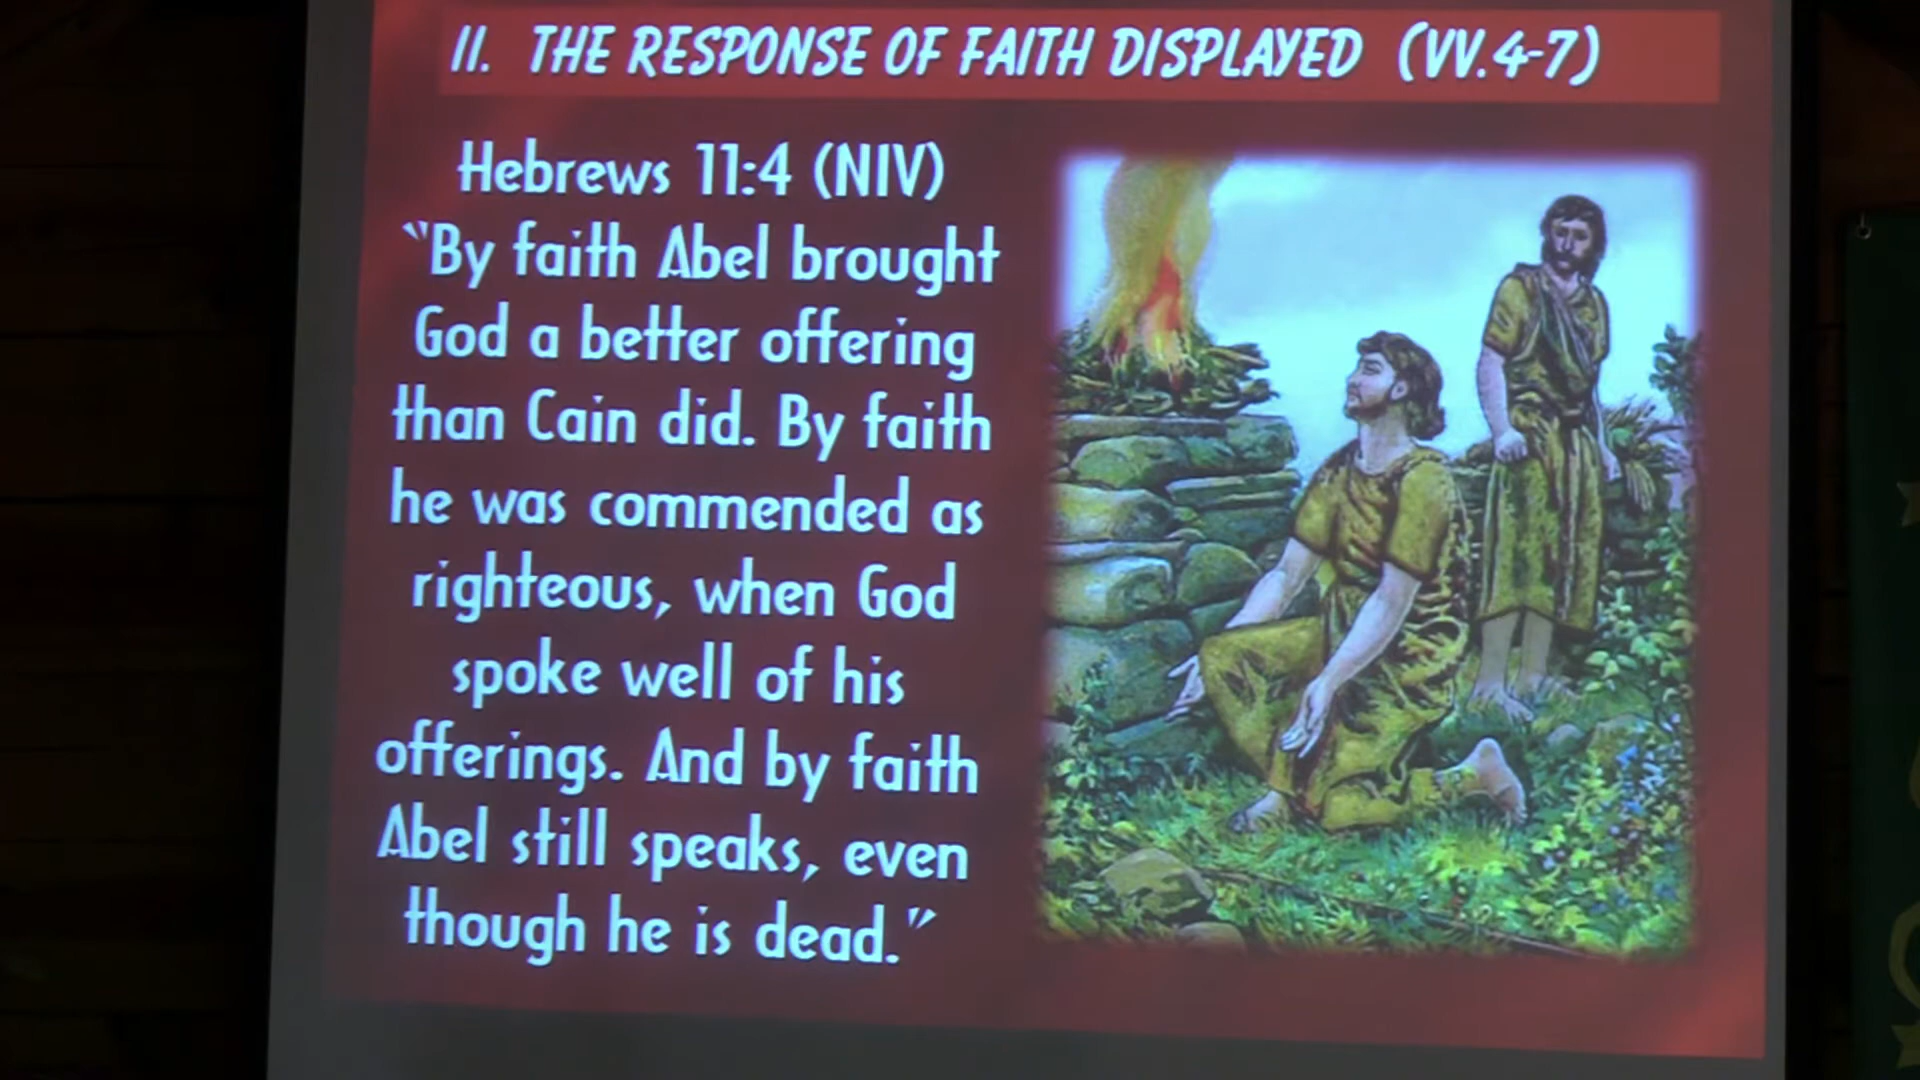 II. THE RESPONSE OF FAITH DISPLAYED (VV.4-7)
Hebrews 11:4 (NIV)
“By faith Abel brought
God a better offering
than Cain did. By faith
he was commended as
righteous, when God
spoke well of his
offerings. And by faith
Abel still speaks, even
though he is dead.”